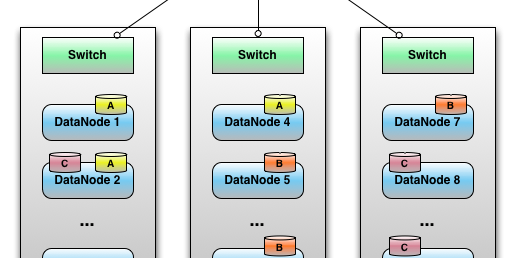 Switch
Switch
Switch
A
A
B
DataNode 1
DataNode 4
DataNode 7
C
A
B
C
DataNode 2
DataNode 5
DataNode 8
...
...
...
B
C